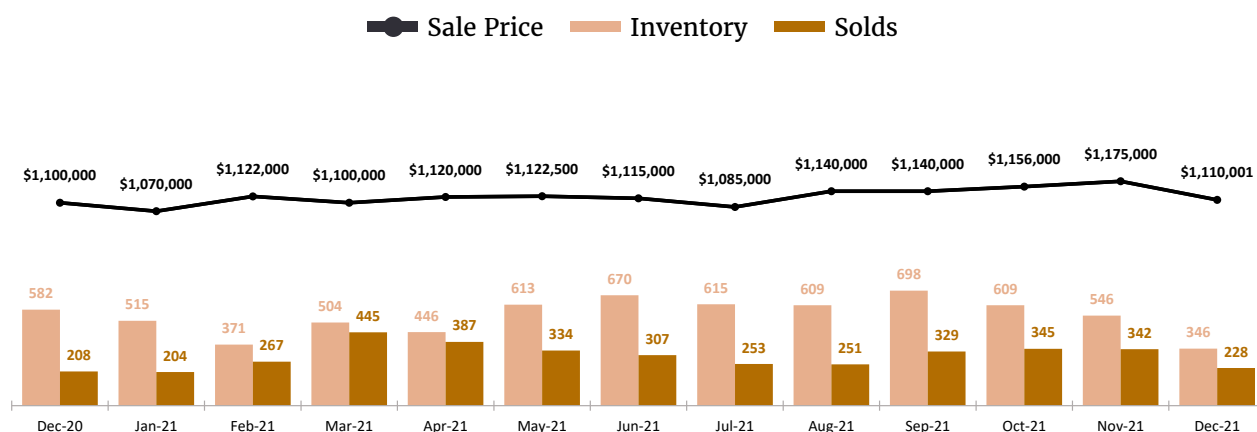 Sale Price Inventory Solds
$1,100,000 $1,070,000 $1,122,000 $1,100,000 $1,120,000 $1,122,500 $1,115,000 $1,085,000 $1,140,000 $1,140,000 $1,156,000 $1,175,000 $1,110,001
582 515 371 504 446 613 670 615 609 698 609 546 346
208 204 267 445 387 334 307 253 251 329 345 342 228
Dec-20 Jan-21 Feb-21 Mar-21 Apr-21 May-21 Jun-21 Jul-21 Aug-21 Sep-21 Oct-21 Nov-21 Dec-21